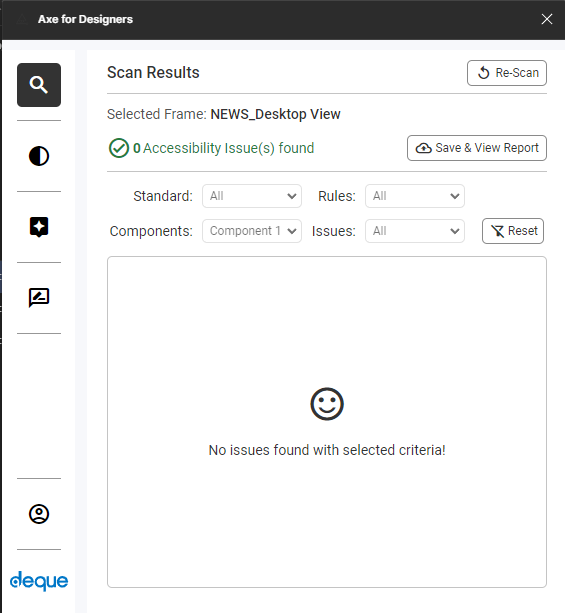 Axe for Designers
Scan Results
Re-Scan
Selected Frame: NEWS_Desktop View
0 Accessibility Issue(s) found
Save & View Report
Standard: All Rules: All
Components: Component 1 Issues: All Reset
No issues found with selected criteria!
deque